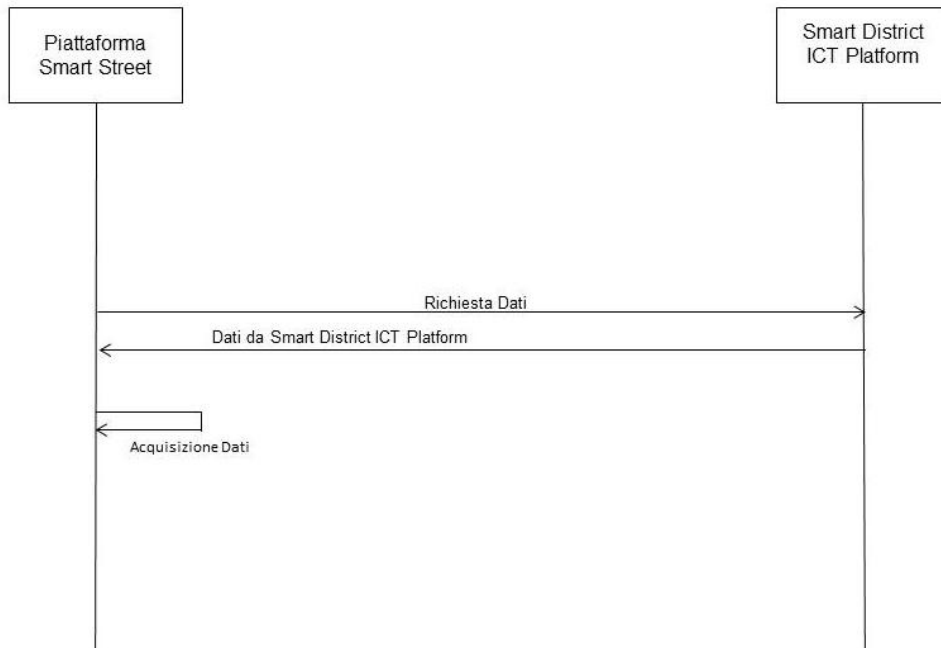 Piattaforma
Smart Street
Smart District
ICT Platform
Richiesta Dati
Dati da Smart District ICT Platform
Acquisizione Dati